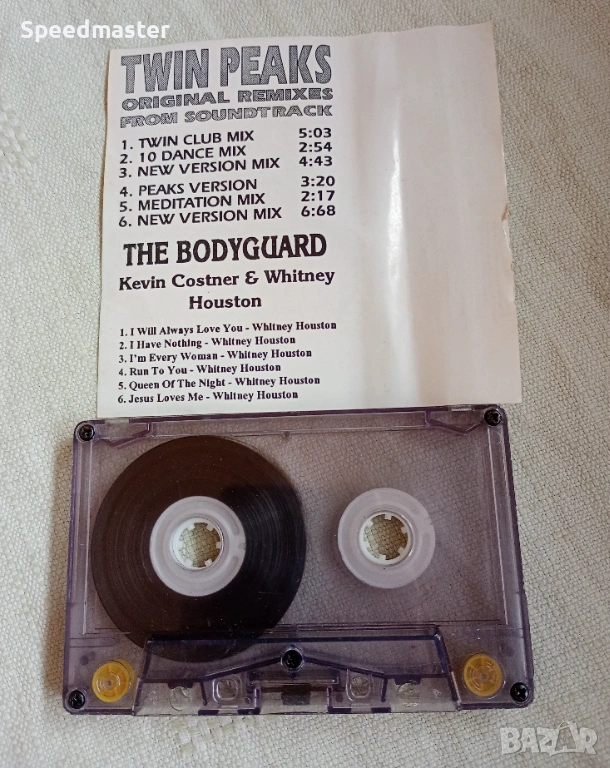 Speedmaster
TWIN PEAKS
ORIGINAL REMIXES
FROM SOUNDTRACK
1. TWIN CLUB MIX 5:03
2. 10 DANCE MIX 2:54
3. NEW VERSION MIX 4:43
4. PEAKS VERSION 3:20
5. MEDITATION MIX 2:17
6. NEW VERSION MIX 6:68
THE BODYGUARD
Kevin Costner & Whitney
Houston
1. I Will Always Love You - Whitney Houston
2. I Have Nothing - Whitney Houston
3. I'm Every Woman - Whitney Houston
4. Run To You - Whitney Houston
5. Queen Of The Night - Whitney Houston
6. Jesus Loves Me - Whitney Houston
BAZAR